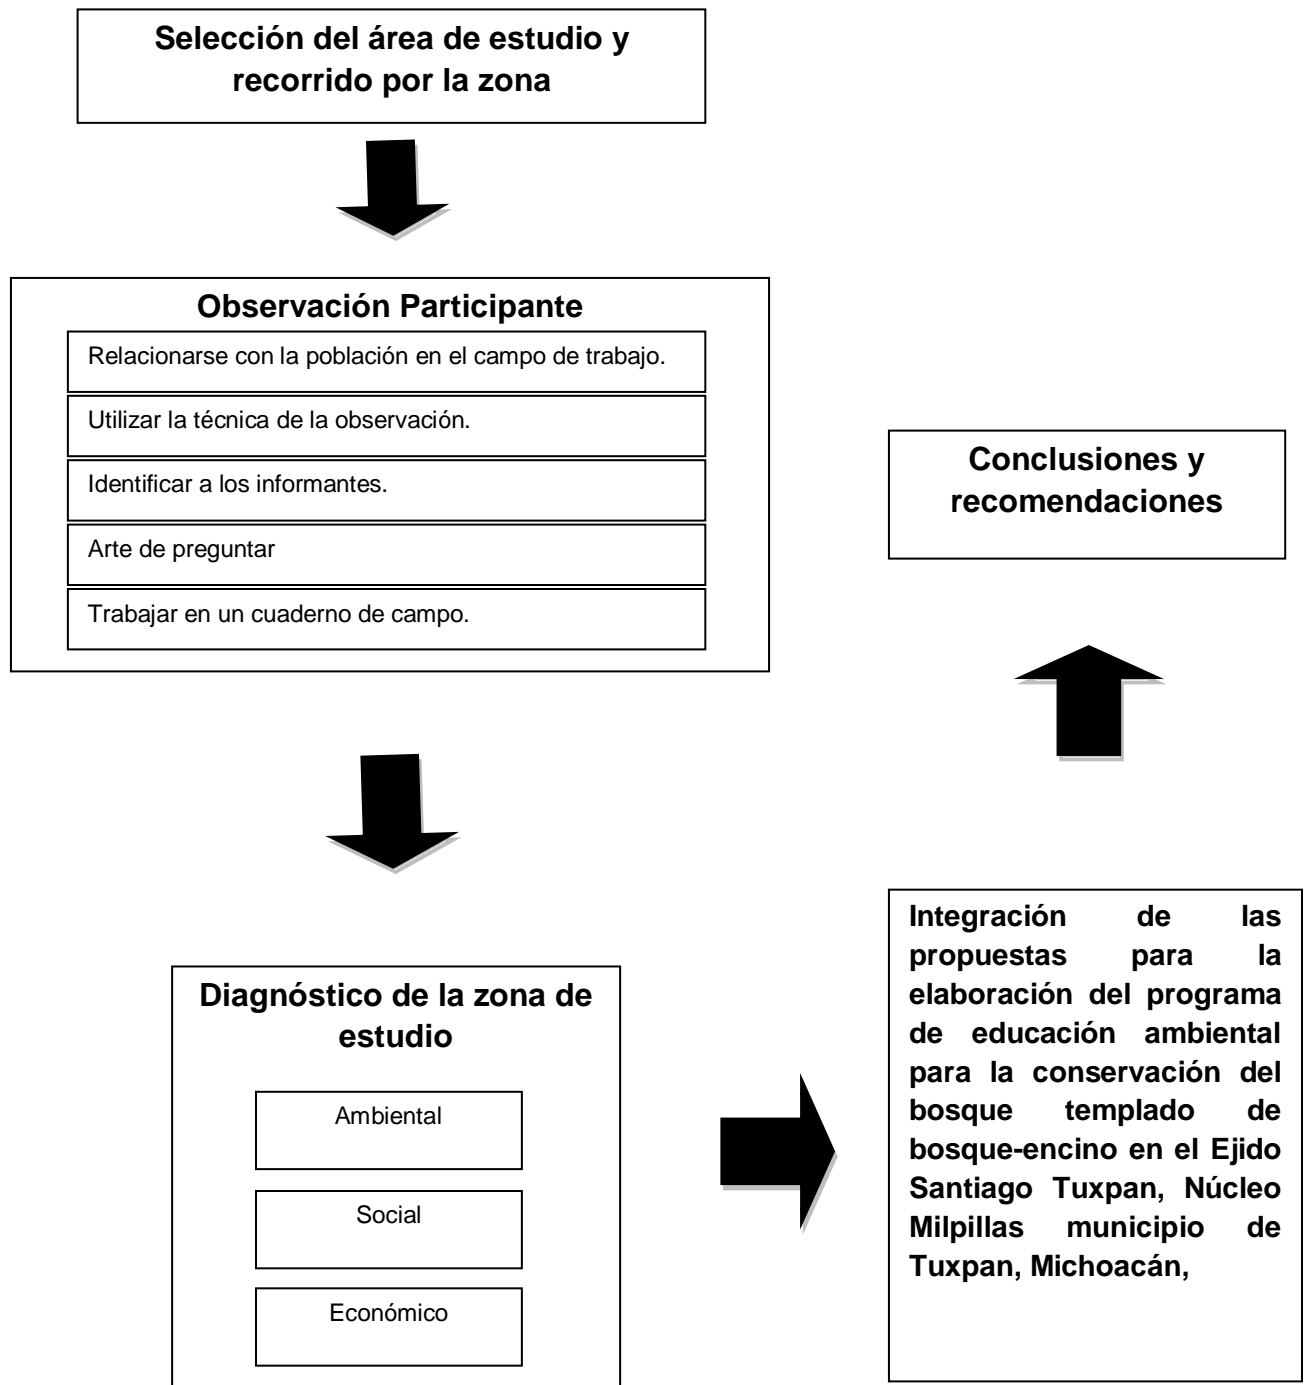 Selección del área de estudio y
recorrido por la zona
Observación Participante
Relacionarse con la población en el campo de trabajo.
Utilizar la técnica de la observación.
Identificar a los informantes.
Arte de preguntar
Trabajar en un cuaderno de campo.
Diagnóstico de la zona de
estudio
Ambiental
Social
Económico
Integración de las
propuestas para la
elaboración del programa
de educación ambiental
para la conservación del
bosque templado de
bosque-encino en el Ejido
Santiago Tuxpan, Núcleo
Milpillas municipio de
Tuxpan, Michoacán,
Conclusiones y
recomendaciones